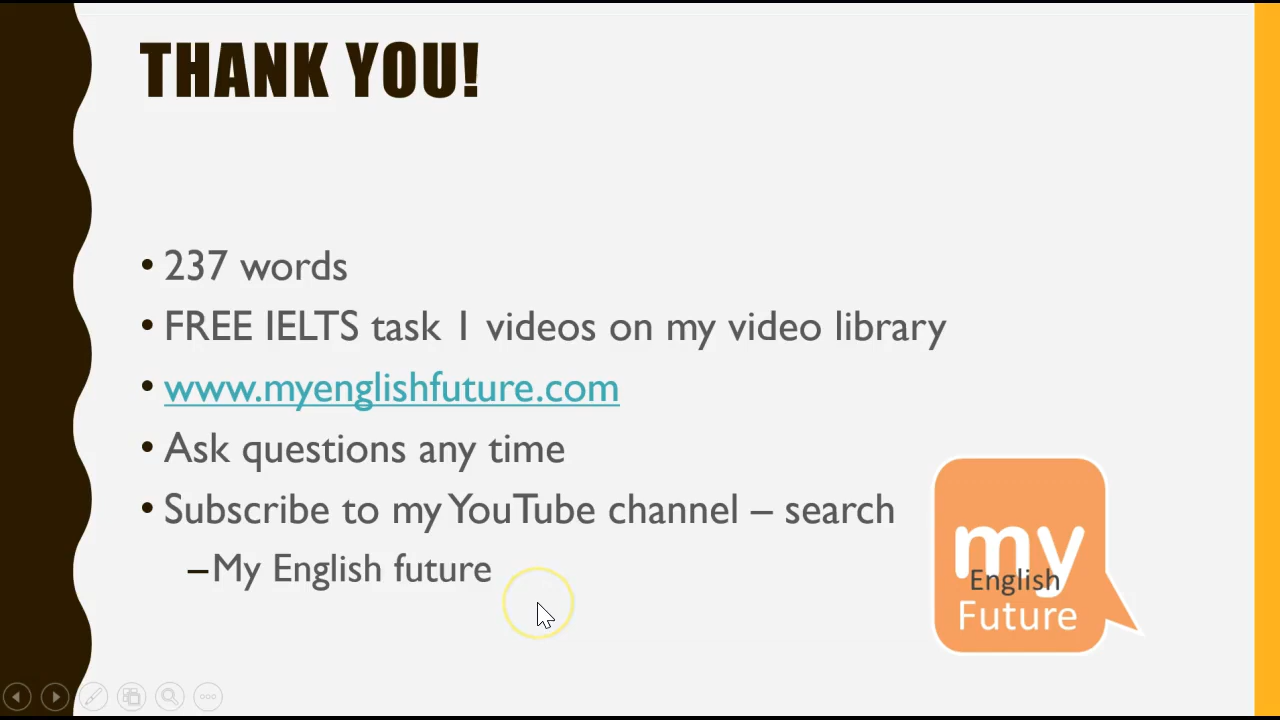 THANK YOU!
• 237 words
• FREE IELTS task 1 videos on my video library
• www.myenglishfuture.com
• Ask questions any time
• Subscribe to my YouTube channel – search
–My English future
my
English
Future